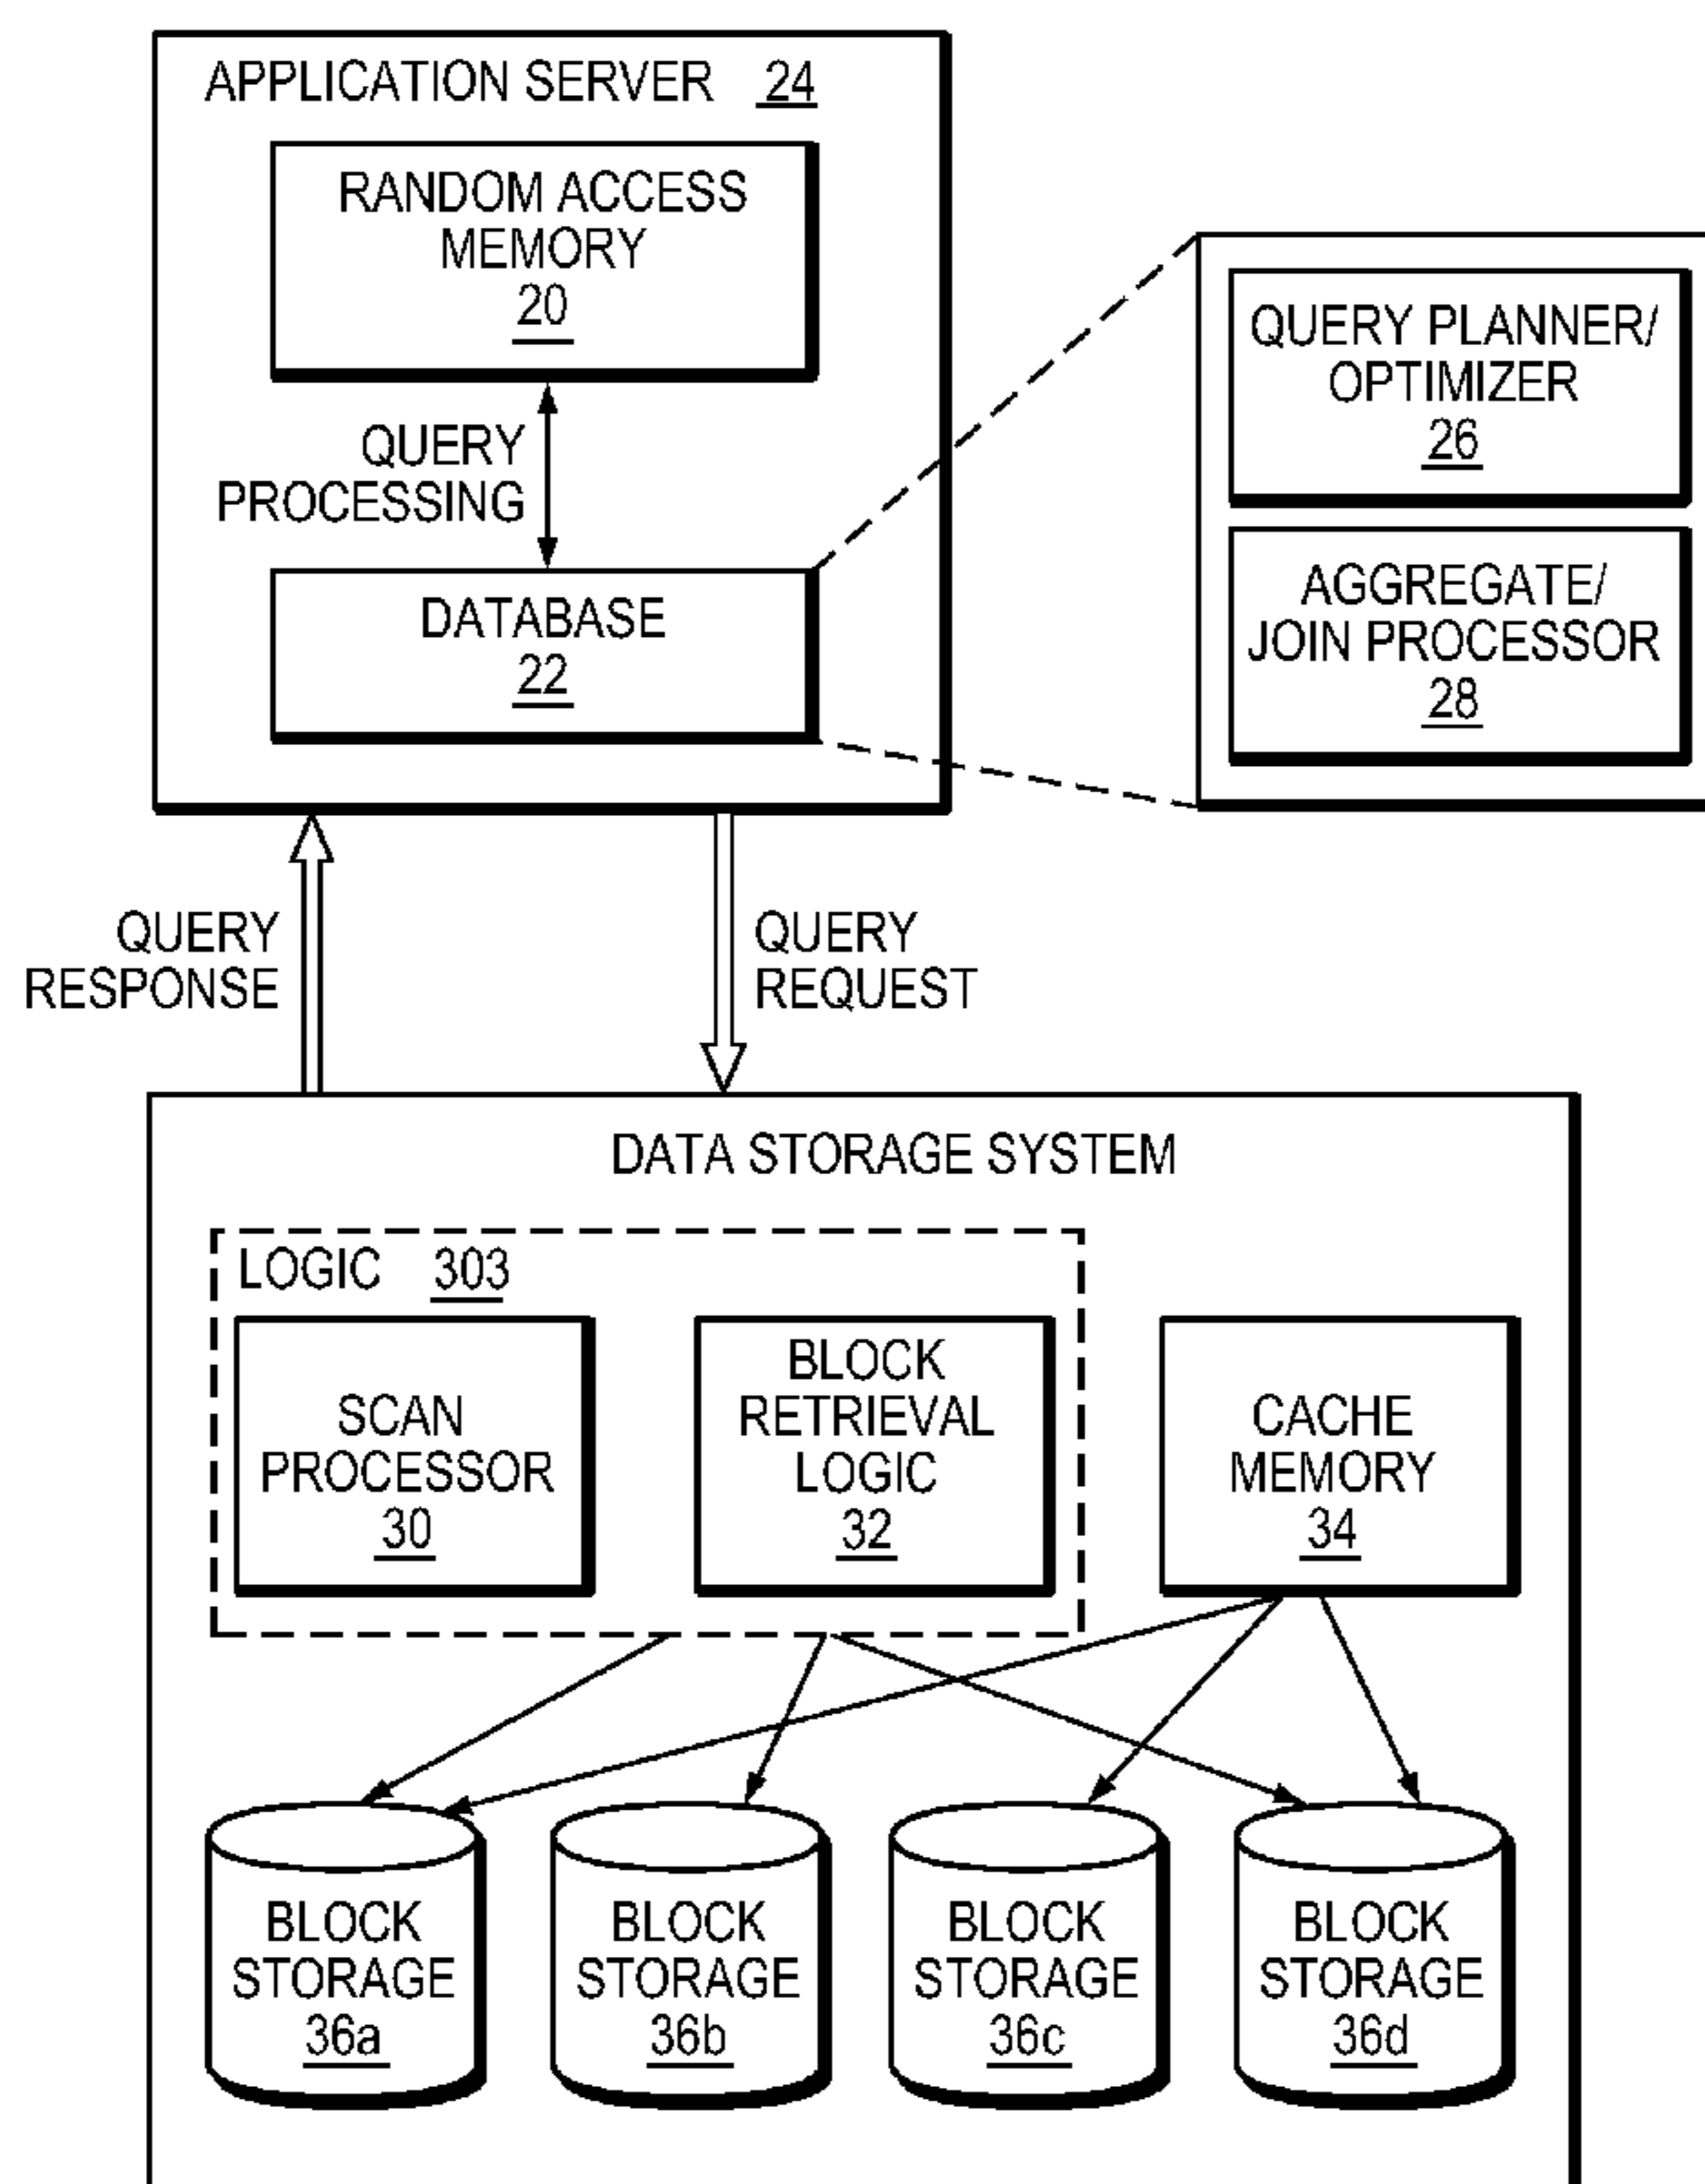 APPLICATION SERVER 24
RANDOM ACCESS
MEMORY
20
QUERY
PROCESSING
DATABASE
22
QUERY PLANNER/
OPTIMIZER
26
AGGREGATE/
JOIN PROCESSOR
28
QUERY
RESPONSE
QUERY
REQUEST
DATA STORAGE SYSTEM
LOGIC 303
SCAN
PROCESSOR
30
BLOCK
RETRIEVAL
LOGIC
32
CACHE
MEMORY
34
BLOCK
STORAGE
36a
BLOCK
STORAGE
36b
BLOCK
STORAGE
36c
BLOCK
STORAGE
36d